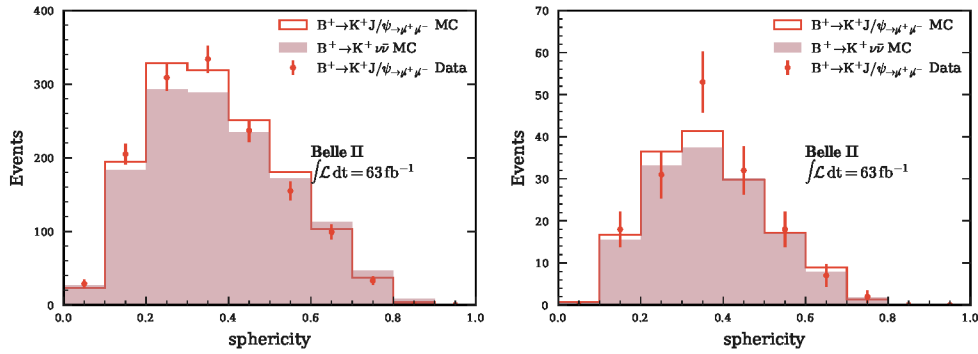 B⁺→K⁺J/ψ→μ⁺μ⁻ MC
B⁺→K⁺νν̄ MC
B⁺→K⁺J/ψ→μ⁺μ⁻ Data
Belle II
∫ℒ dt = 63 fb⁻¹
Events
400
300
200
100
0
0.0 0.2 0.4 0.6 0.8 1.0
sphericity
B⁺→K⁺J/ψ→μ⁺μ⁻ MC
B⁺→K⁺νν̄ MC
B⁺→K⁺J/ψ→μ⁺μ⁻ Data
Belle II
∫ℒ dt = 63 fb⁻¹
Events
70
60
50
40
30
20
10
0
0.0 0.2 0.4 0.6 0.8 1.0
sphericity